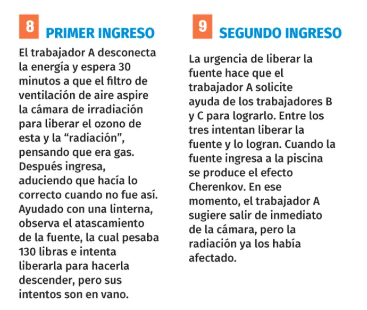 8 PRIMER INGRESO
El trabajador A desconecta
la energía y espera 30
minutos a que el filtro de
ventilación de aire aspire
la cámara de irradiación
para liberar el ozono de
esta y la “radiación”,
pensando que era gas.
Después ingresa,
aduciendo que hacía lo
correcto cuando no fue así.
Ayudado con una linterna,
observa el atascamiento
de la fuente, la cual pesaba
130 libras e intenta
liberarla para hacerla
descender, pero sus
intentos son en vano.
9 SEGUNDO INGRESO
La urgencia de liberar la
fuente hace que el
trabajador A solicite
ayuda de los trabajadores B
y C para lograrlo. Entre los
tres intentan liberar la
fuente y lo logran. Cuando la
fuente ingresa a la piscina
se produce el efecto
Cherenkov. En ese
momento, el trabajador A
sugiere salir de inmediato
de la cámara, pero la
radiación ya los había
afectado.